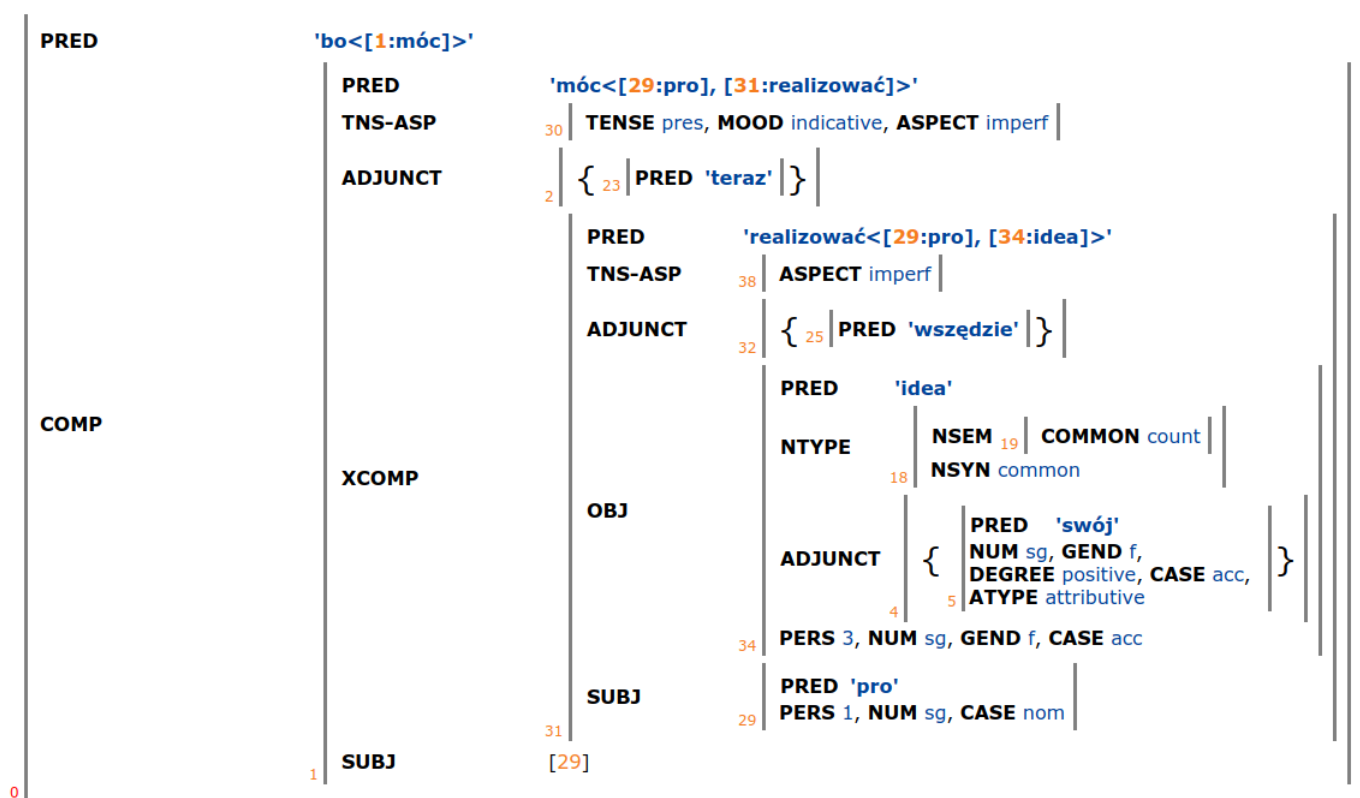 PRED 'bo<[1:móc]>'
PRED 'móc<[29:pro], [31:realizować]>'
TNS-ASP 30 TENSE pres, MOOD indicative, ASPECT imperf
ADJUNCT 2 { 23 PRED 'teraz' }
PRED 'realizować<[29:pro], [34:idea]>'
TNS-ASP 38 ASPECT imperf
ADJUNCT 32 { 25 PRED 'wszędzie' }
PRED 'idea'
COMP
NTYPE 18 NSEM 19 COMMON count
NSYN common
XCOMP
OBJ
ADJUNCT 4 { 5 PRED 'swój'
NUM sg, GEND f,
DEGREE positive, CASE acc,
ATYPE attributive }
34 PERS 3, NUM sg, GEND f, CASE acc
SUBJ 29 PRED 'pro'
PERS 1, NUM sg, CASE nom
31
1 SUBJ [29]
0